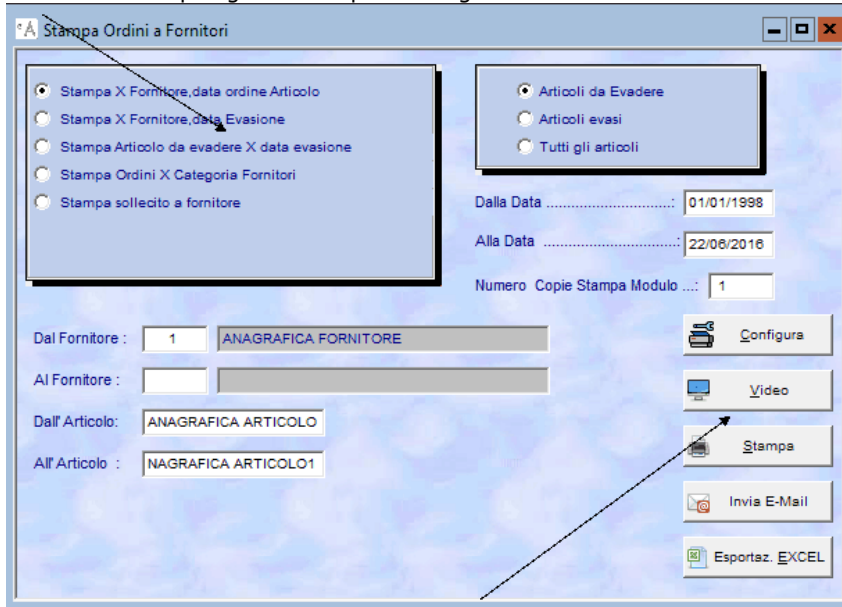 Stampa Ordini a Fornitori
Stampa X Fornitore,data ordine Articolo
Stampa X Fornitore,data Evasione
Stampa Articolo da evadere X data evasione
Stampa Ordini X Categoria Fornitori
Stampa sollecito a fornitore
Articoli da Evadere
Articoli evasi
Tutti gli articoli
Dalla Data ............................: 01/01/1998
Alla Data ..............................: 22/06/2016
Numero Copie Stampa Modulo ...: 1
Dal Fornitore : 1 ANAGRAFICA FORNITORE
Al Fornitore :
Dall' Articolo: ANAGRAFICA ARTICOLO
All' Articolo : NAGRAFICA ARTICOLO1
Configura
Video
Stampa
Invia E-Mail
Esportaz. EXCEL